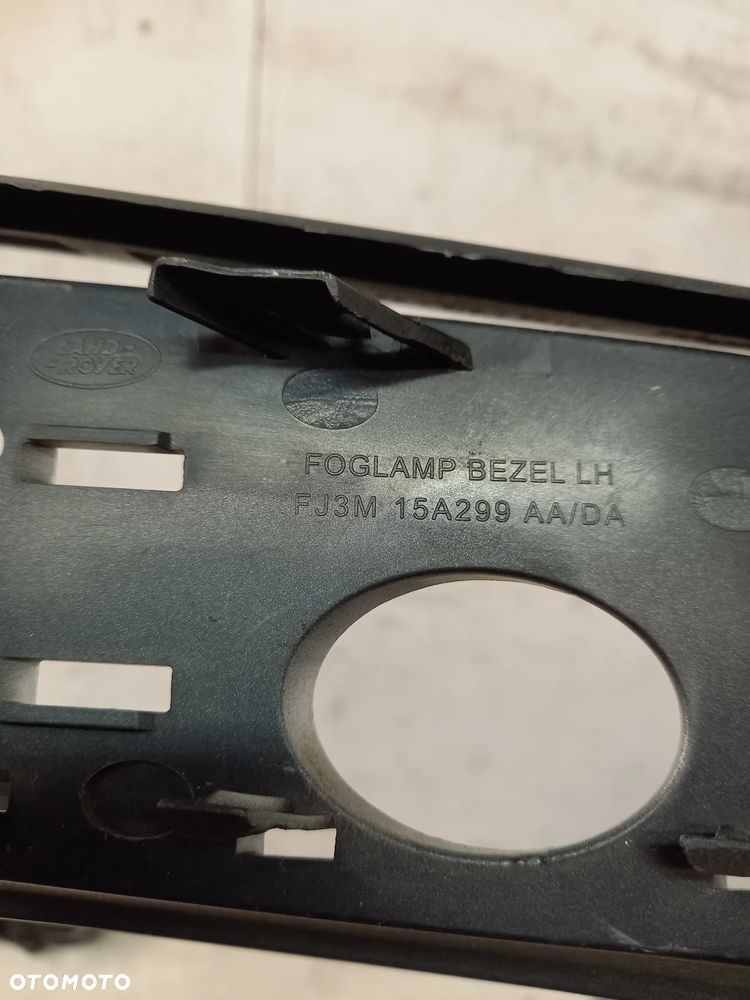 LAND-
-ROVER
FOGLAMP BEZEL LH
FJ3M 15A299 AA/DA
OTOMOTO